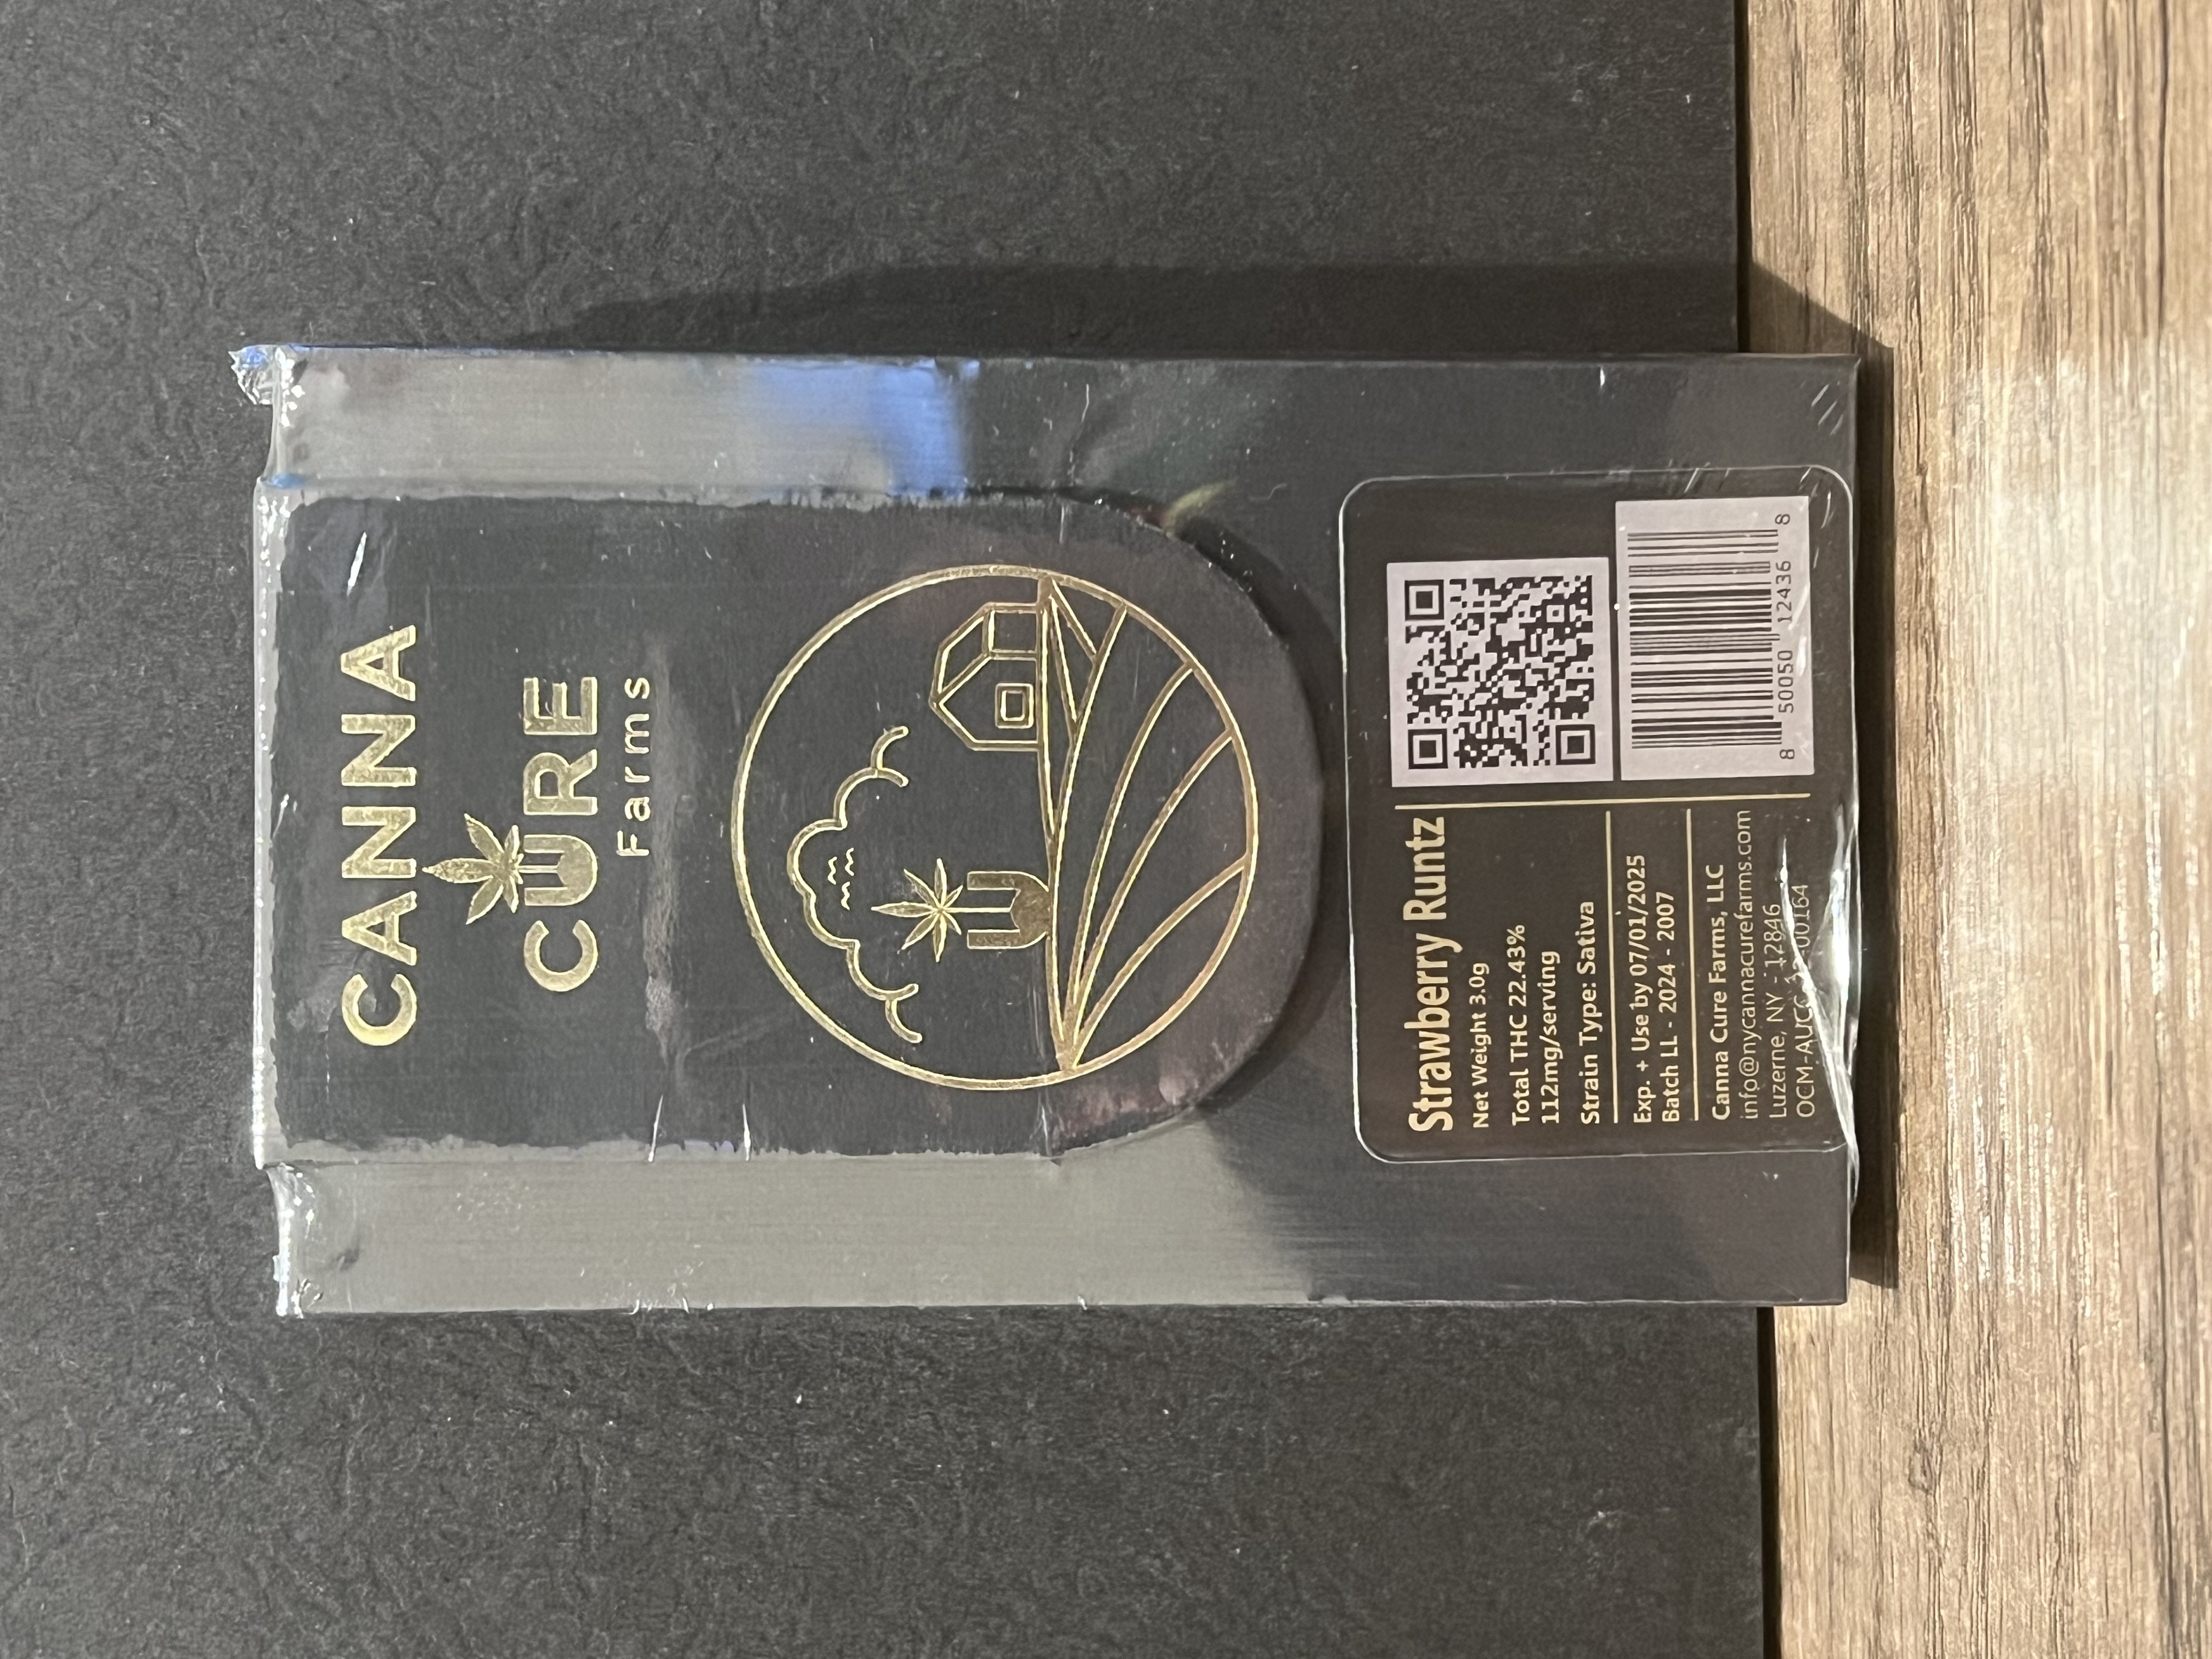 CANNA
CURE
Farms
Strawberry Runtz
Net Weight 3.0g
Total THC 22.43%
112mg/serving
Strain Type: Sativa
Exp. + Use by 07/01/2025
Batch LL - 2024 - 2007
Canna Cure Farms, LLC
info@nycannacurefarms.com
Luzerne, NY - 12846
8 50050 12436 8